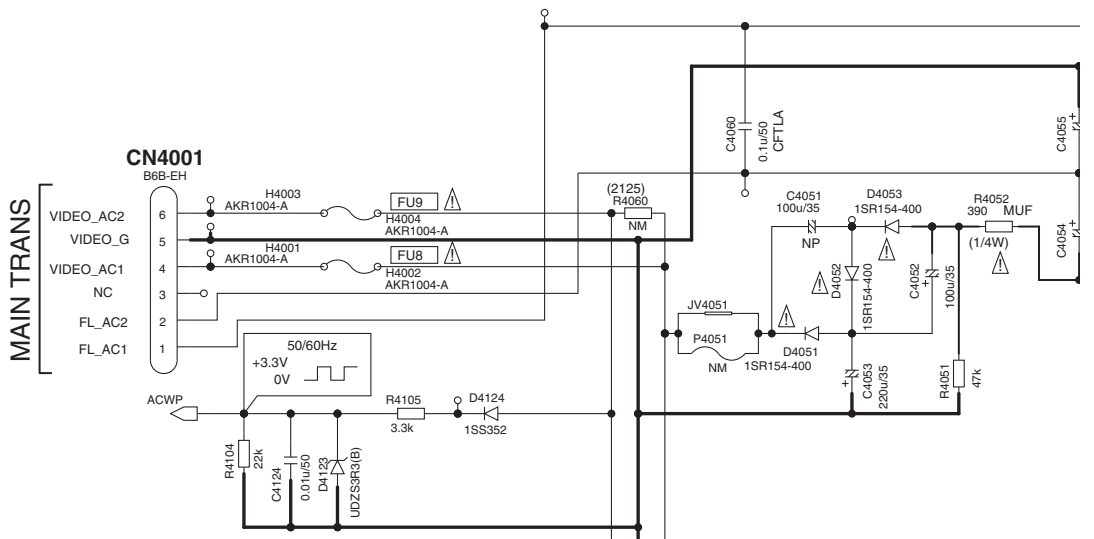 CN4001
B6B-EH
MAIN TRANS
VIDEO_AC2
6
VIDEO_G
5
VIDEO_AC1
4
NC
3
FL_AC2
2
FL_AC1
1
H4003
AKR1004-A
FU9
H4004
AKR1004-A
H4001
AKR1004-A
FU8
H4002
AKR1004-A
(2125)
R4060
NM
C4060
0.1u/50
CFTLA
C4055
+
C4054
+
C4051
100u/35
NP
D4053
1SR154-400
R4052
390
MUF
(1/4W)
D4052
1SR154-400
C4052
100u/35
+
JV4051
P4051
NM
D4051
1SR154-400
C4053
220u/35
+
R4051
47k
50/60Hz
+3.3V
0V
ACWP
R4105
3.3k
D4124
1SS352
R4104
22k
C4124
0.01u/50
D4123
UDZS3R3(B)